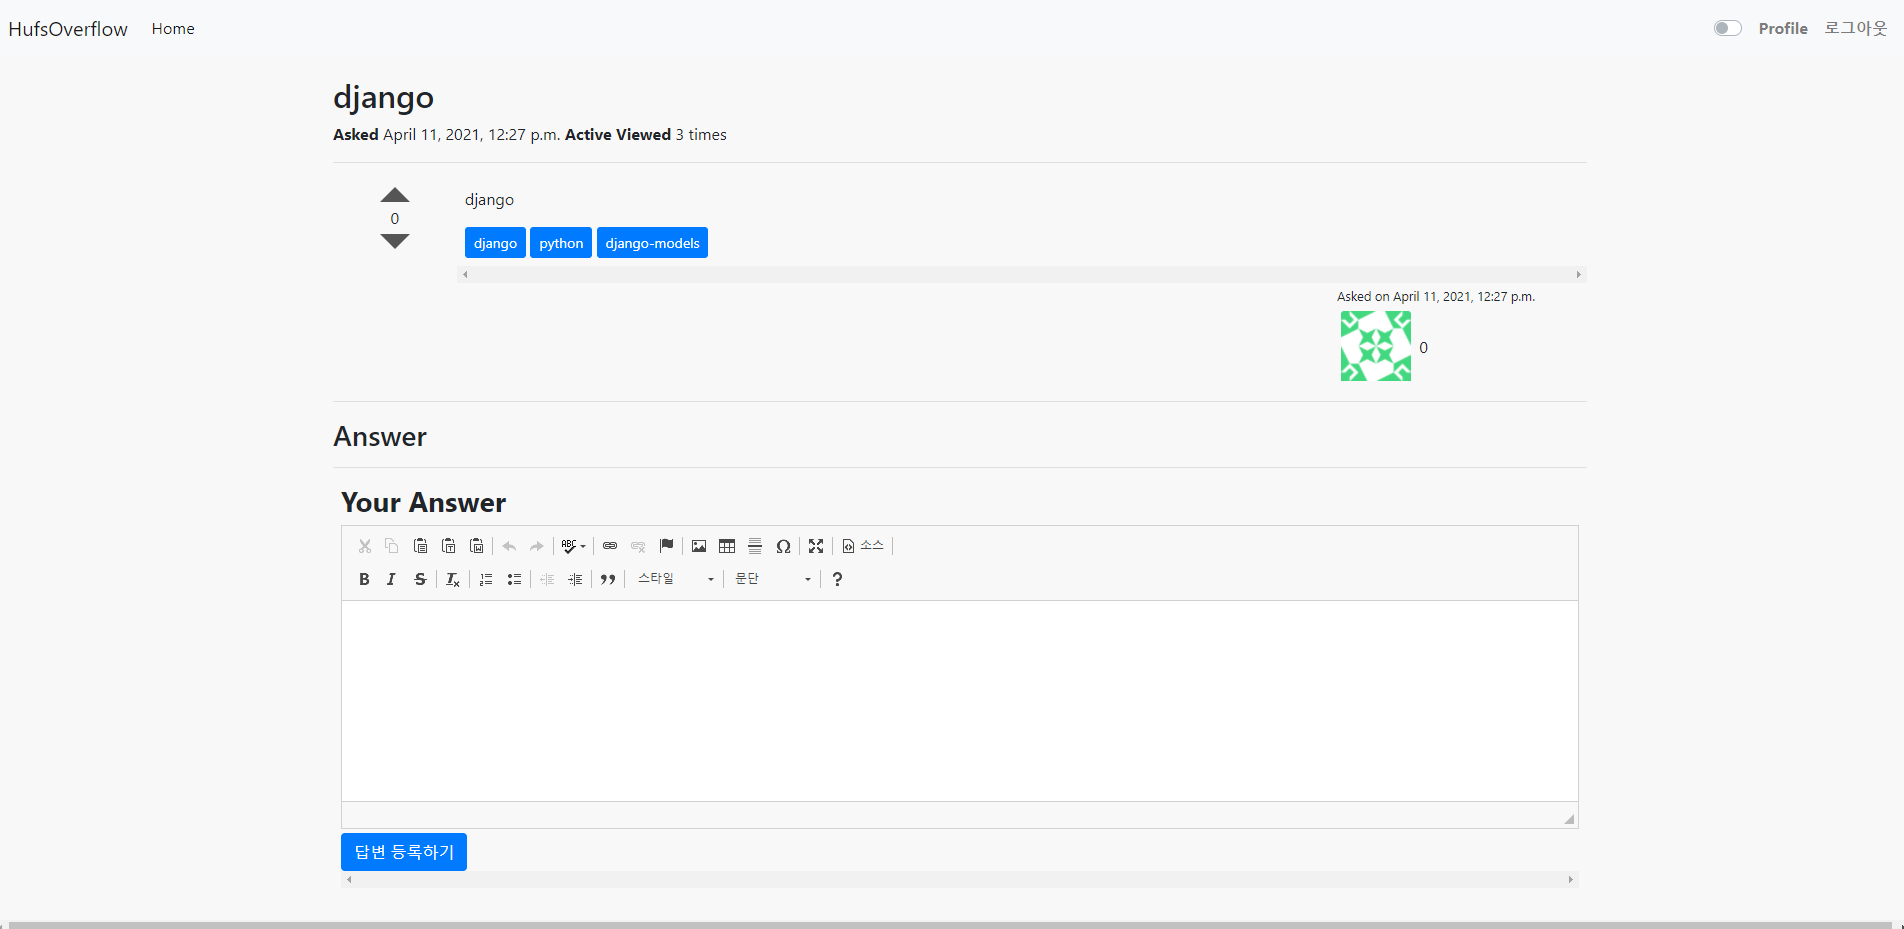 HufsOverflow Home Profile 로그아웃
django
Asked April 11, 2021, 12:27 p.m. Active Viewed 3 times
django
0
django python django-models
Asked on April 11, 2021, 12:27 p.m.
0
Answer
Your Answer
ABC Ω 소스
B I S Tx 스타일 문단 ?
답변 등록하기